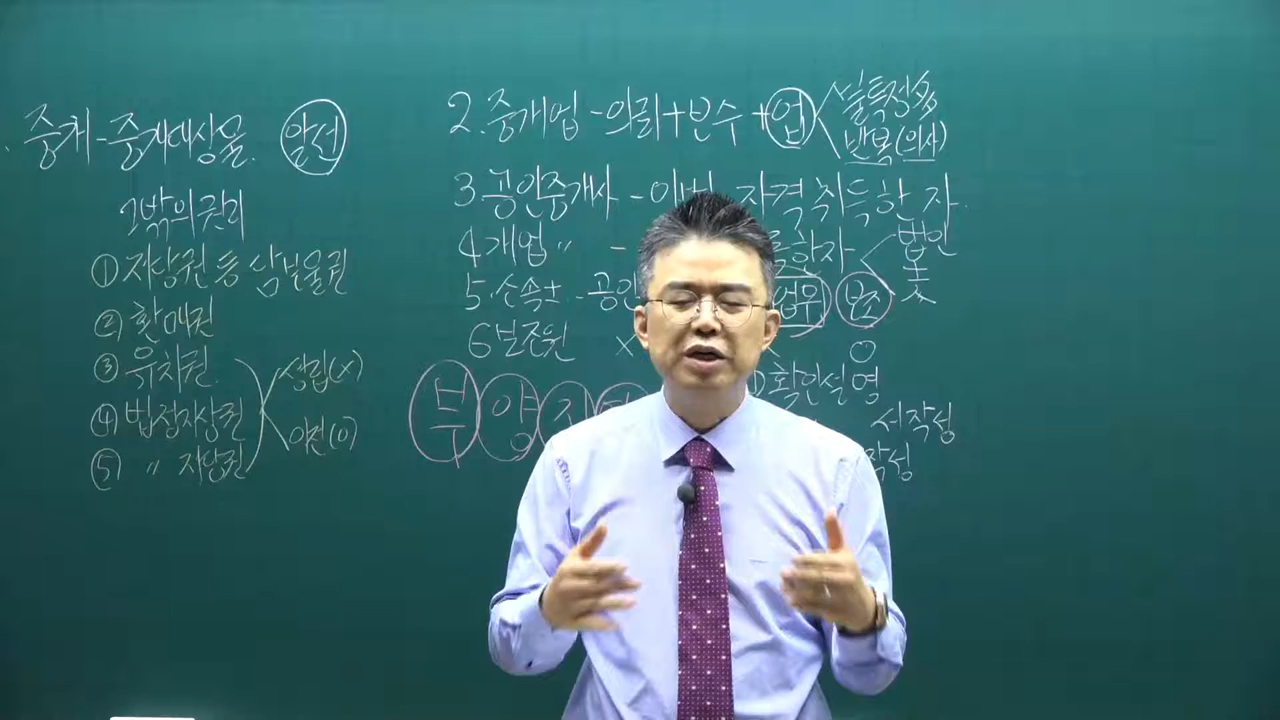 중개-중개대상물 알선
그밖의권리
① 저당권 등 담보물권
② 환매권
③ 유치권
④ 법정지상권
⑤ 〃 저당권
성립(x)
이전(o)
2. 중개업-의뢰+보수+업
불특정多
반복(의사)
3 공인중개사 - 이법 자격취득한 자.
4 개업 〃 - 등하자 법인
5. 소속 공인 업무 보조
6 보조원 x ○
부 양
확인설명
서작성
작성